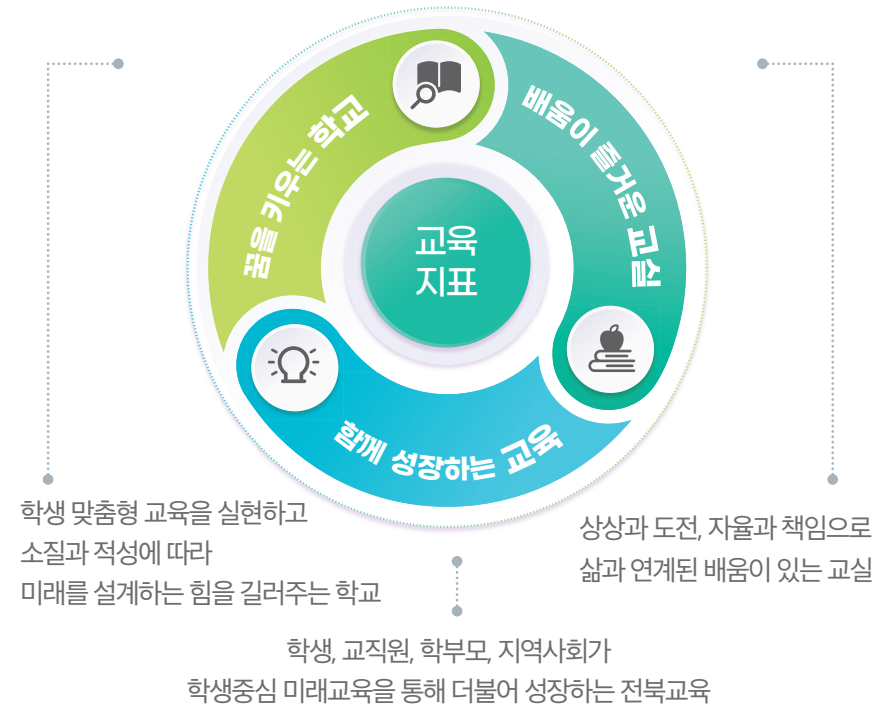 교육
지표
꿈을 키우는 학교
배움이 즐거운 교실
함께 성장하는 교육
학생 맞춤형 교육을 실현하고
소질과 적성에 따라
미래를 설계하는 힘을 길러주는 학교
상상과 도전, 자율과 책임으로
삶과 연계된 배움이 있는 교실
학생, 교직원, 학부모, 지역사회가
학생중심 미래교육을 통해 더불어 성장하는 전북교육